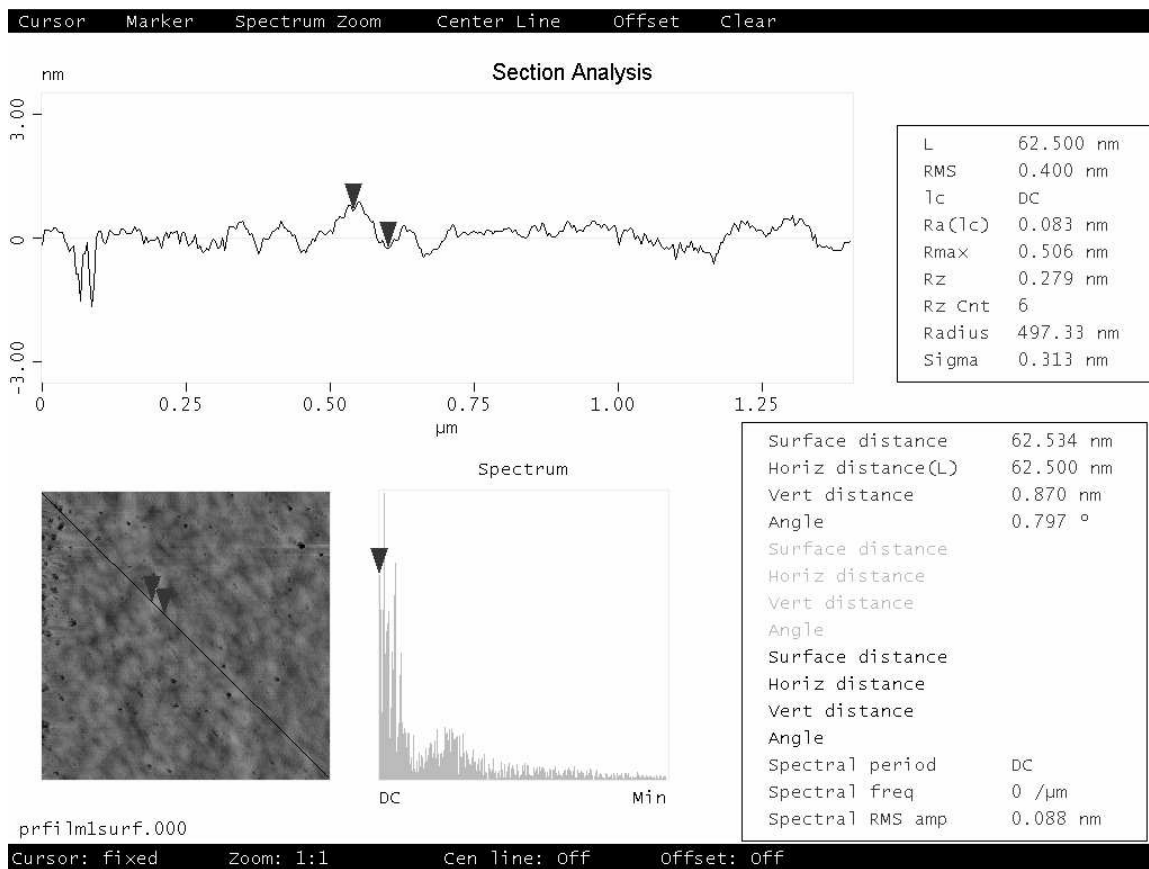 Cursor Marker Spectrum Zoom Center Line Offset Clear
Section Analysis
nm
3.00
0
-3.00
0 0.25 0.50 0.75 1.00 1.25
µm
L 62.500 nm
RMS 0.400 nm
lc DC
Ra(lc) 0.083 nm
Rmax 0.506 nm
Rz 0.279 nm
Rz Cnt 6
Radius 497.33 nm
Sigma 0.313 nm
Surface distance 62.534 nm
Horiz distance(L) 62.500 nm
Vert distance 0.870 nm
Angle 0.797 °
Surface distance
Horiz distance
Vert distance
Angle
Surface distance
Horiz distance
Vert distance
Angle
Spectral period DC
Spectral freq 0 /µm
Spectral RMS amp 0.088 nm
Spectrum
DC Min
prfilm1surf.000
Cursor: fixed Zoom: 1:1 Cen line: Off Offset: Off